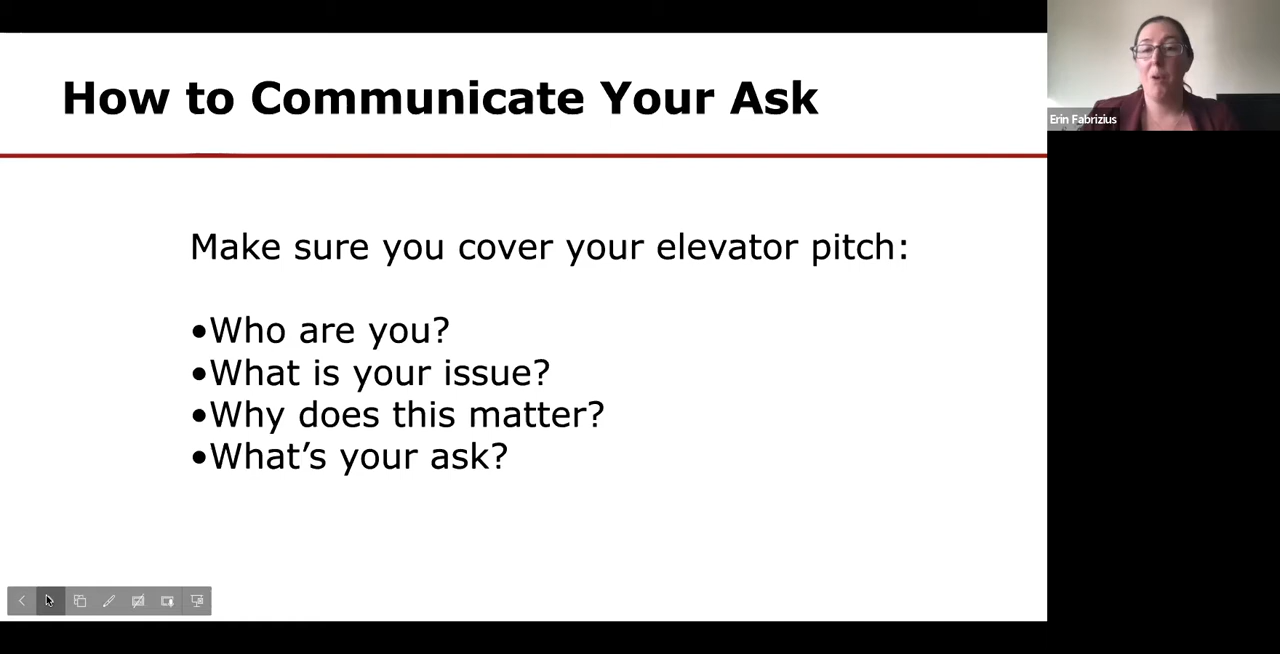 How to Communicate Your Ask
Erin Fabrizius
Make sure you cover your elevator pitch:
•Who are you?
•What is your issue?
•Why does this matter?
•What’s your ask?